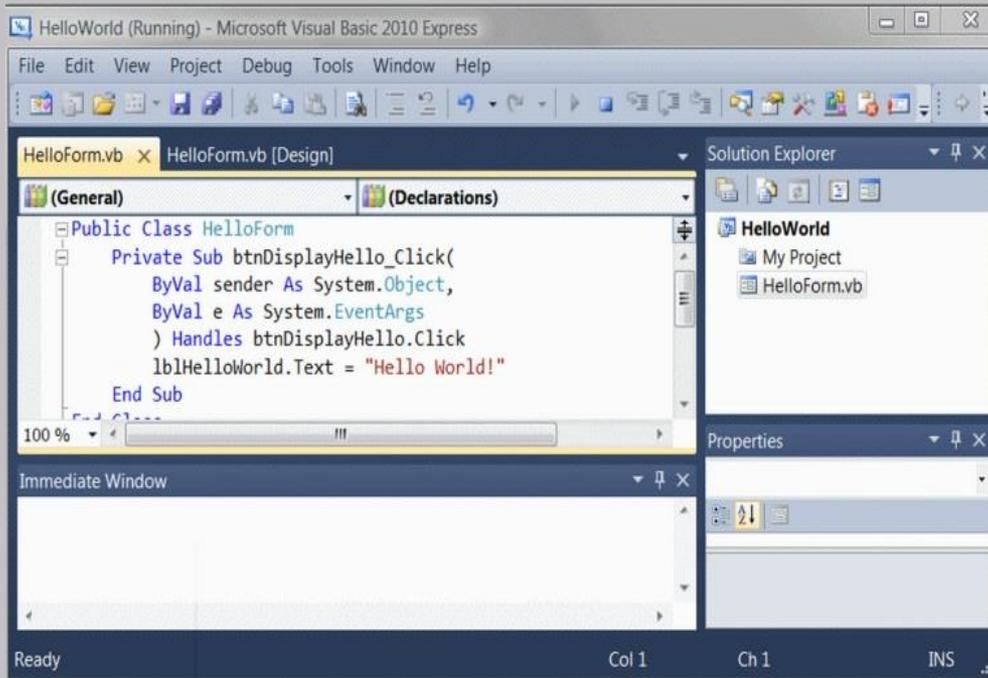 HelloWorld (Running) - Microsoft Visual Basic 2010 Express
File Edit View Project Debug Tools Window Help
HelloForm.vb HelloForm.vb [Design]
(General) (Declarations)
Public Class HelloForm
Private Sub btnDisplayHello_Click(
ByVal sender As System.Object,
ByVal e As System.EventArgs
) Handles btnDisplayHello.Click
lblHelloWorld.Text = "Hello World!"
End Sub
End Class
100 %
Immediate Window
Solution Explorer
HelloWorld
My Project
HelloForm.vb
Properties
Ready Col 1 Ch 1 INS